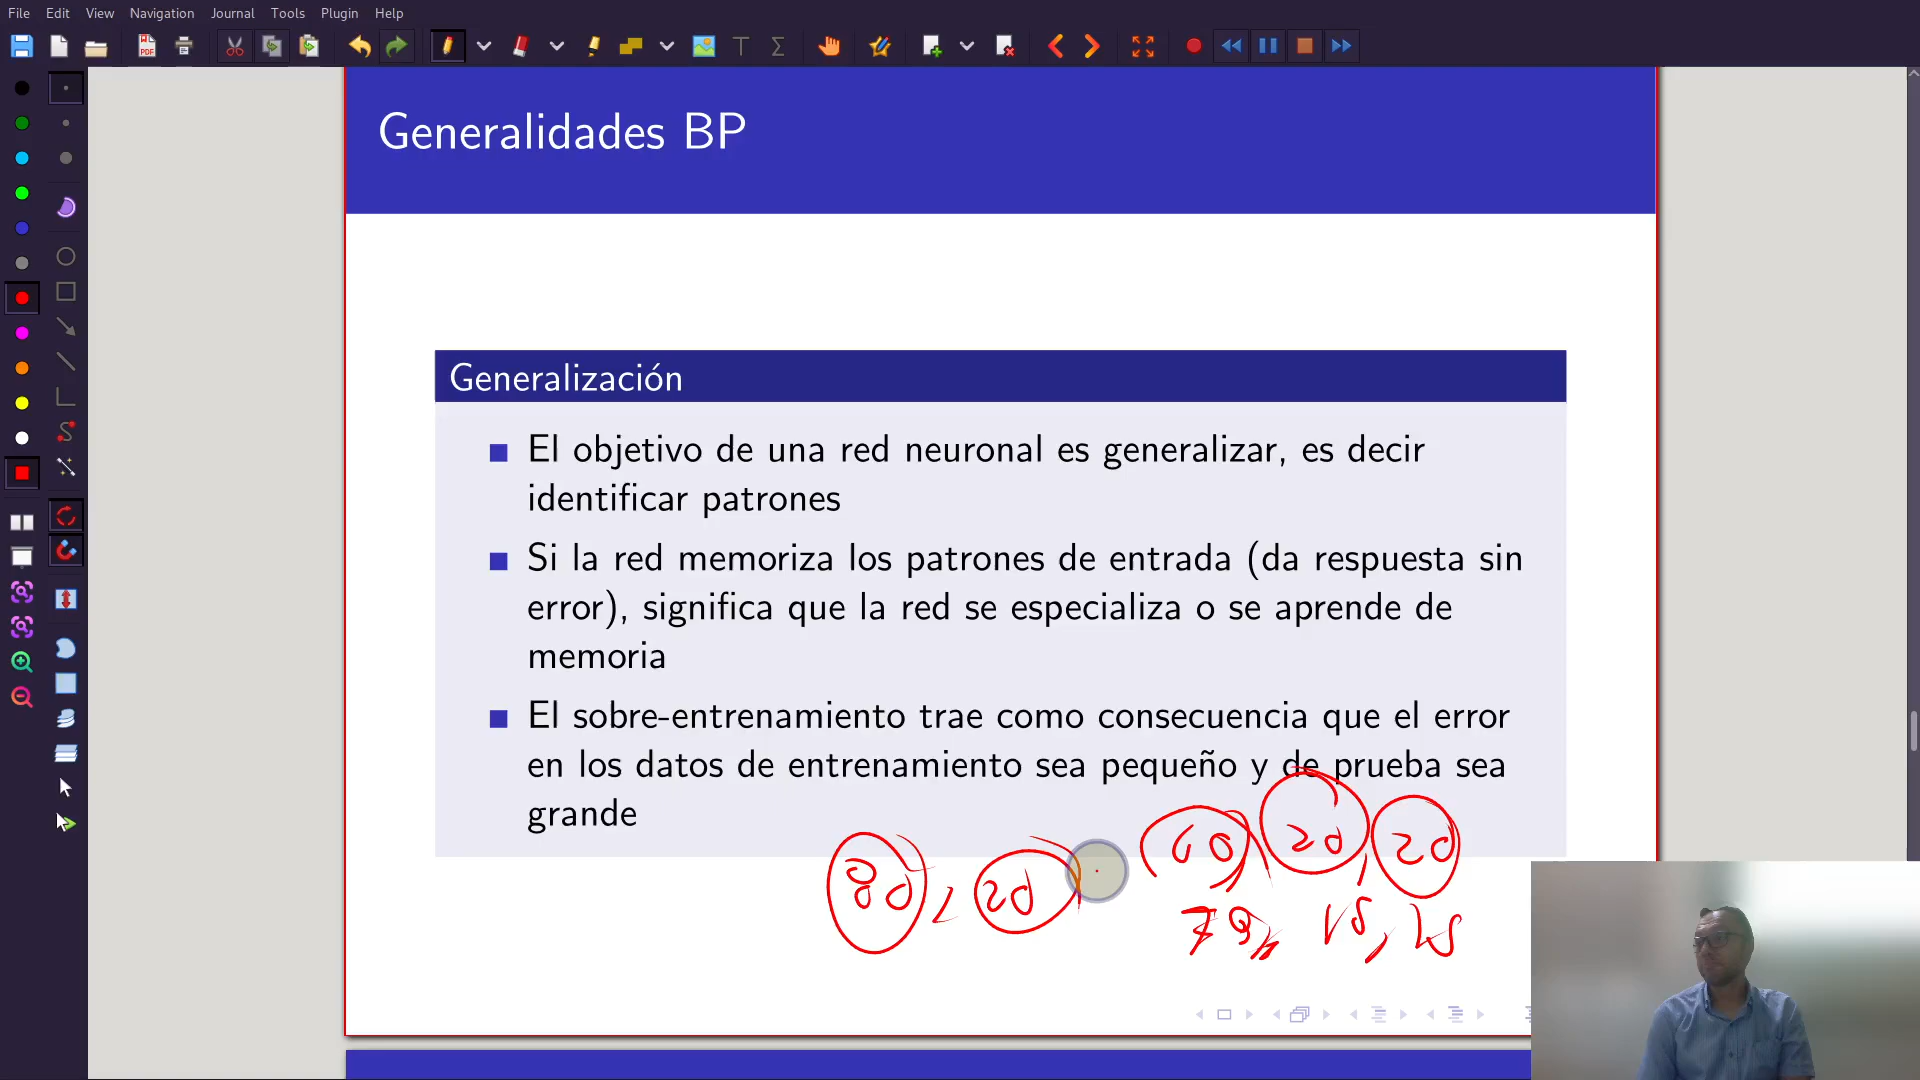 File Edit View Navigation Journal Tools Plugin Help
Generalidades BP
Generalización
El objetivo de una red neuronal es generalizar, es decir
identificar patrones
Si la red memoriza los patrones de entrada (da respuesta sin
error), significa que la red se especializa o se aprende de
memoria
El sobre-entrenamiento trae como consecuencia que el error
en los datos de entrenamiento sea pequeño y de prueba sea
grande
60 20, 20
80, 20
15, 15